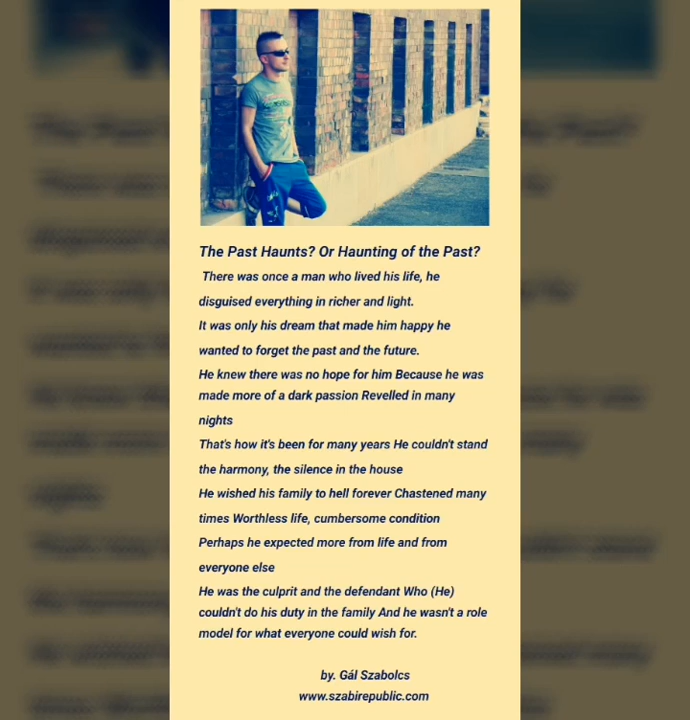 The Past Haunts? Or Haunting of the Past?
There was once a man who lived his life, he
disguised everything in richer and light.
It was only his dream that made him happy he
wanted to forget the past and the future.
He knew there was no hope for him Because he was
made more of a dark passion Revelled in many
nights
That's how it's been for many years He couldn't stand
the harmony, the silence in the house
He wished his family to hell forever Chastened many
times Worthless life, cumbersome condition
Perhaps he expected more from life and from
everyone else
He was the culprit and the defendant Who (He)
couldn't do his duty in the family And he wasn't a role
model for what everyone could wish for.
by. Gál Szabolcs
www.szabirepublic.com